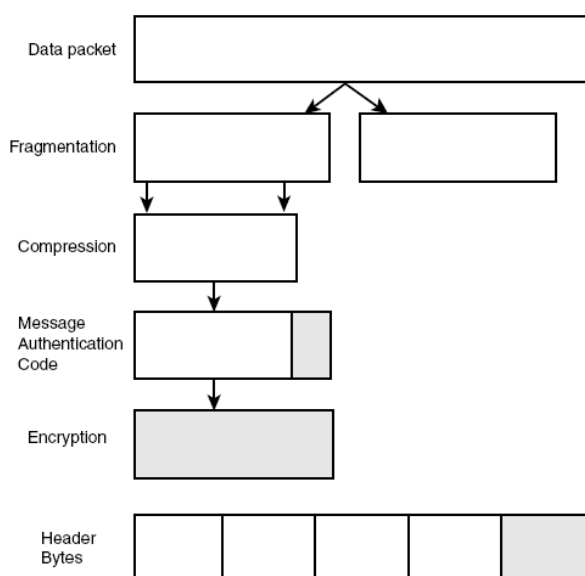 Data packet
Fragmentation
Compression
Message
Authentication
Code
Encryption
Header
Bytes